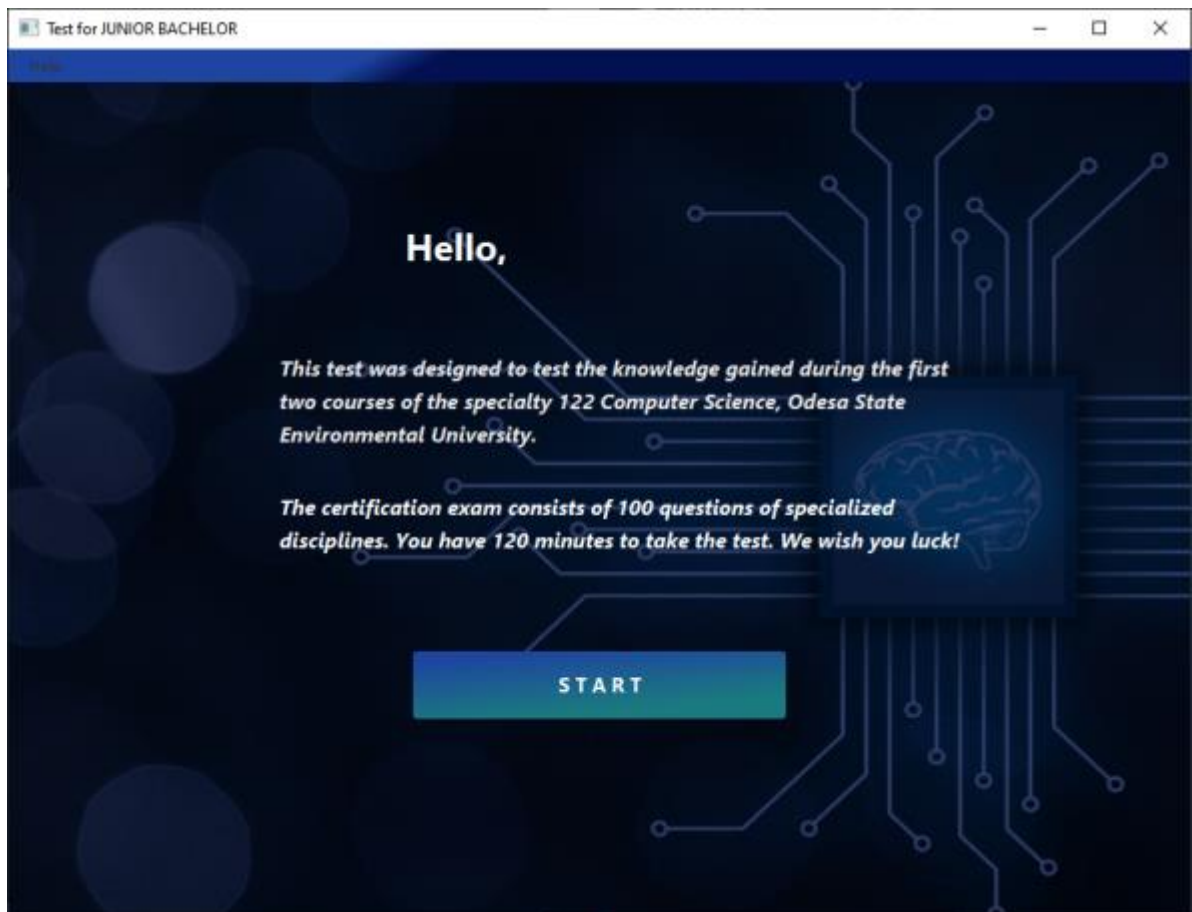 Test for JUNIOR BACHELOR
Hello,
This test was designed to test the knowledge gained during the first
two courses of the specialty 122 Computer Science, Odesa State
Environmental University.
The certification exam consists of 100 questions of specialized
disciplines. You have 120 minutes to take the test. We wish you luck!
START